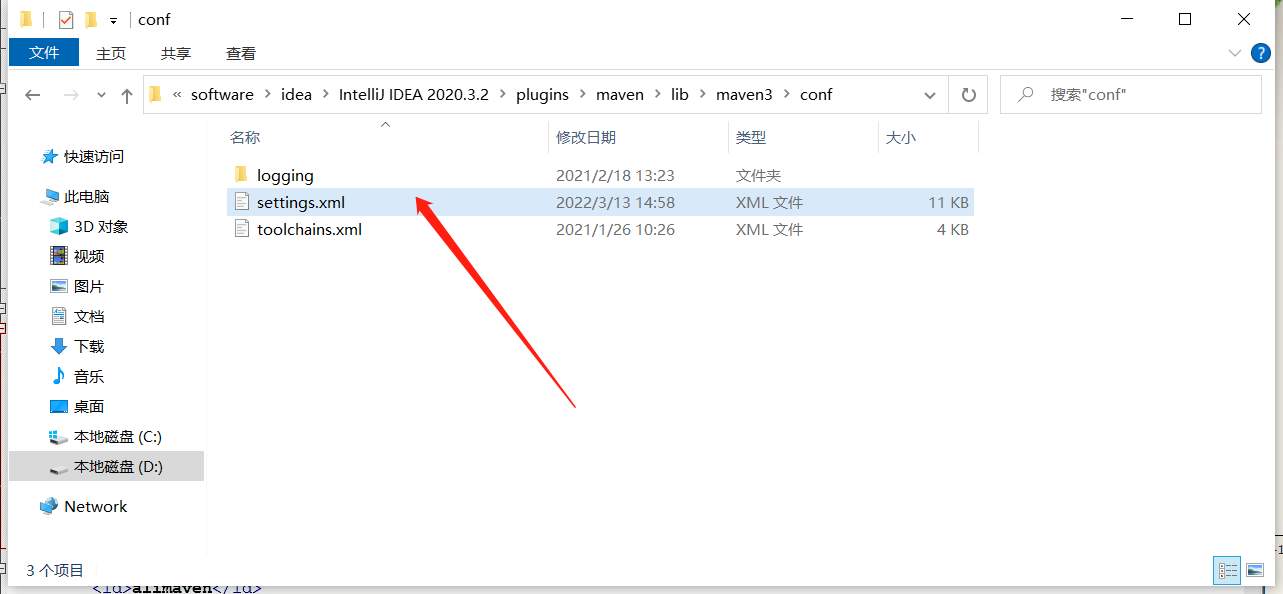 conf
文件 主页 共享 查看
« software › idea › IntelliJ IDEA 2020.3.2 › plugins › maven › lib › maven3 › conf
搜索"conf"
名称 修改日期 类型 大小
快速访问
此电脑
3D 对象
视频
图片
文档
下载
音乐
桌面
本地磁盘 (C:)
本地磁盘 (D:)
Network
logging 2021/2/18 13:23 文件夹
settings.xml 2022/3/13 14:58 XML 文件 11 KB
toolchains.xml 2021/1/26 10:26 XML 文件 4 KB
3 个项目
<id>alimaven</id>